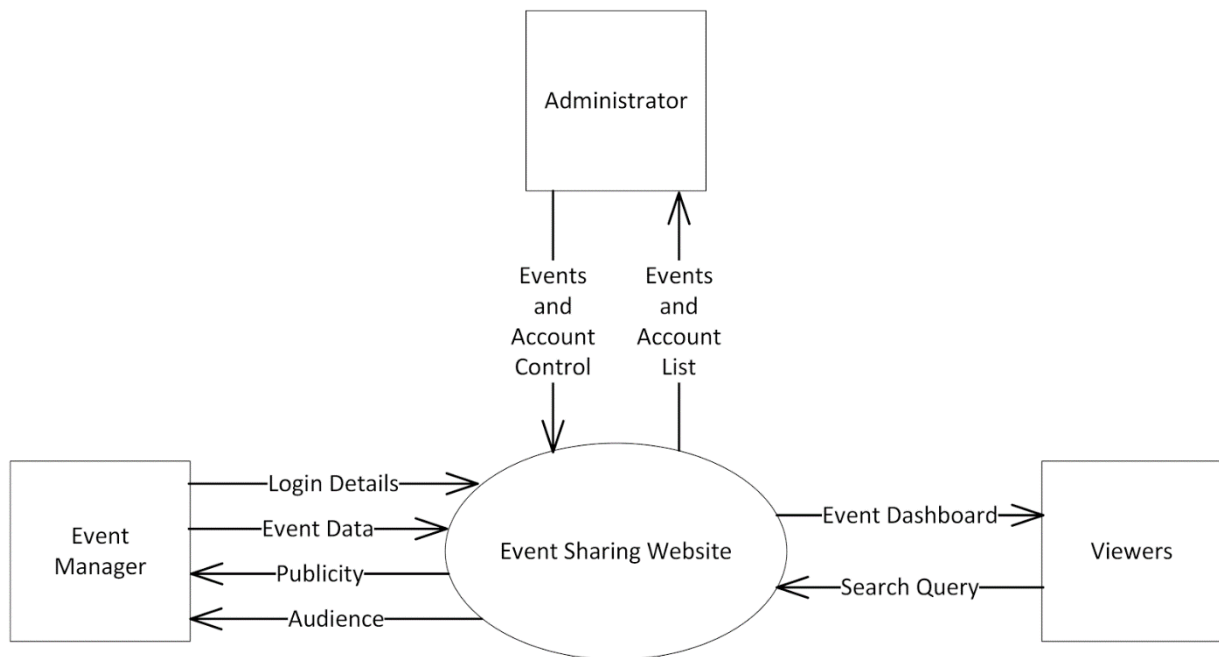 Administrator
Events
and
Account
Control
Events
and
Account
List
Event
Manager
Login Details
Event Data
Publicity
Audience
Event Sharing Website
Event Dashboard
Search Query
Viewers